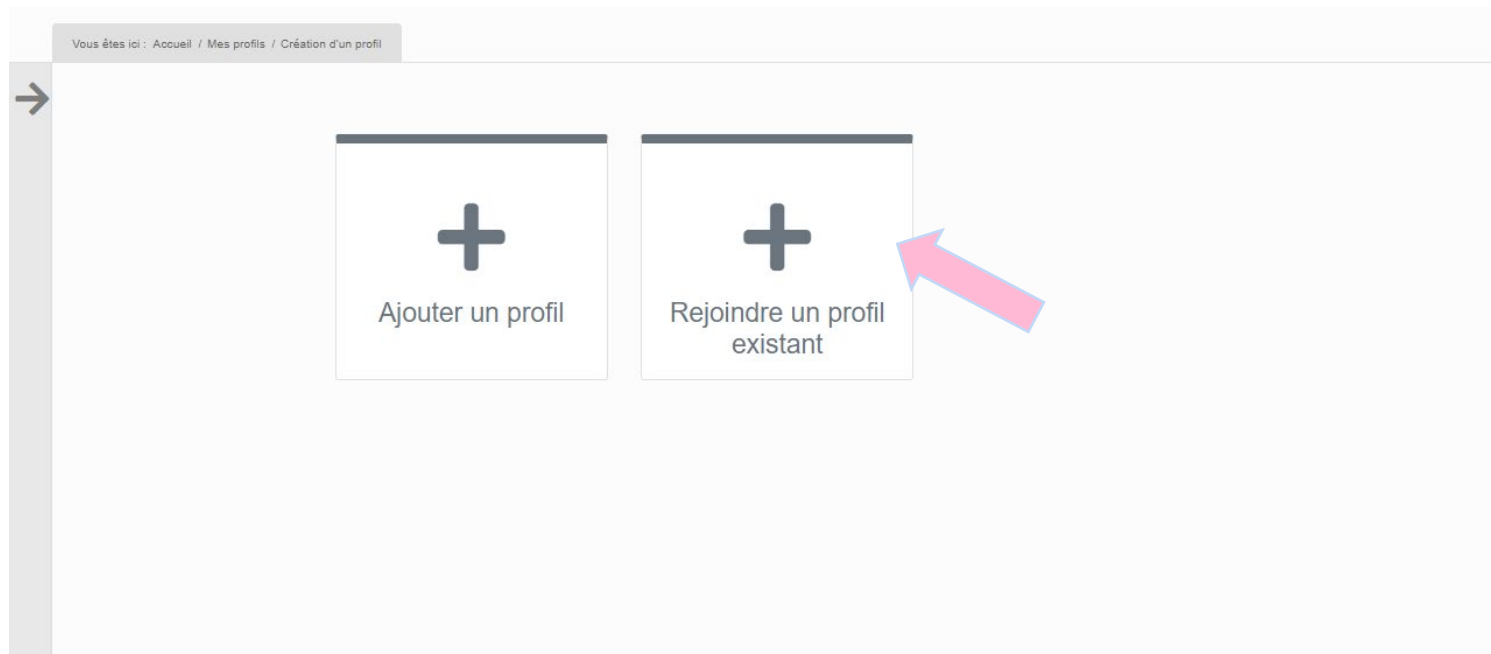 Vous êtes ici : Accueil / Mes profils / Création d'un profil
Ajouter un profil
Rejoindre un profil
existant